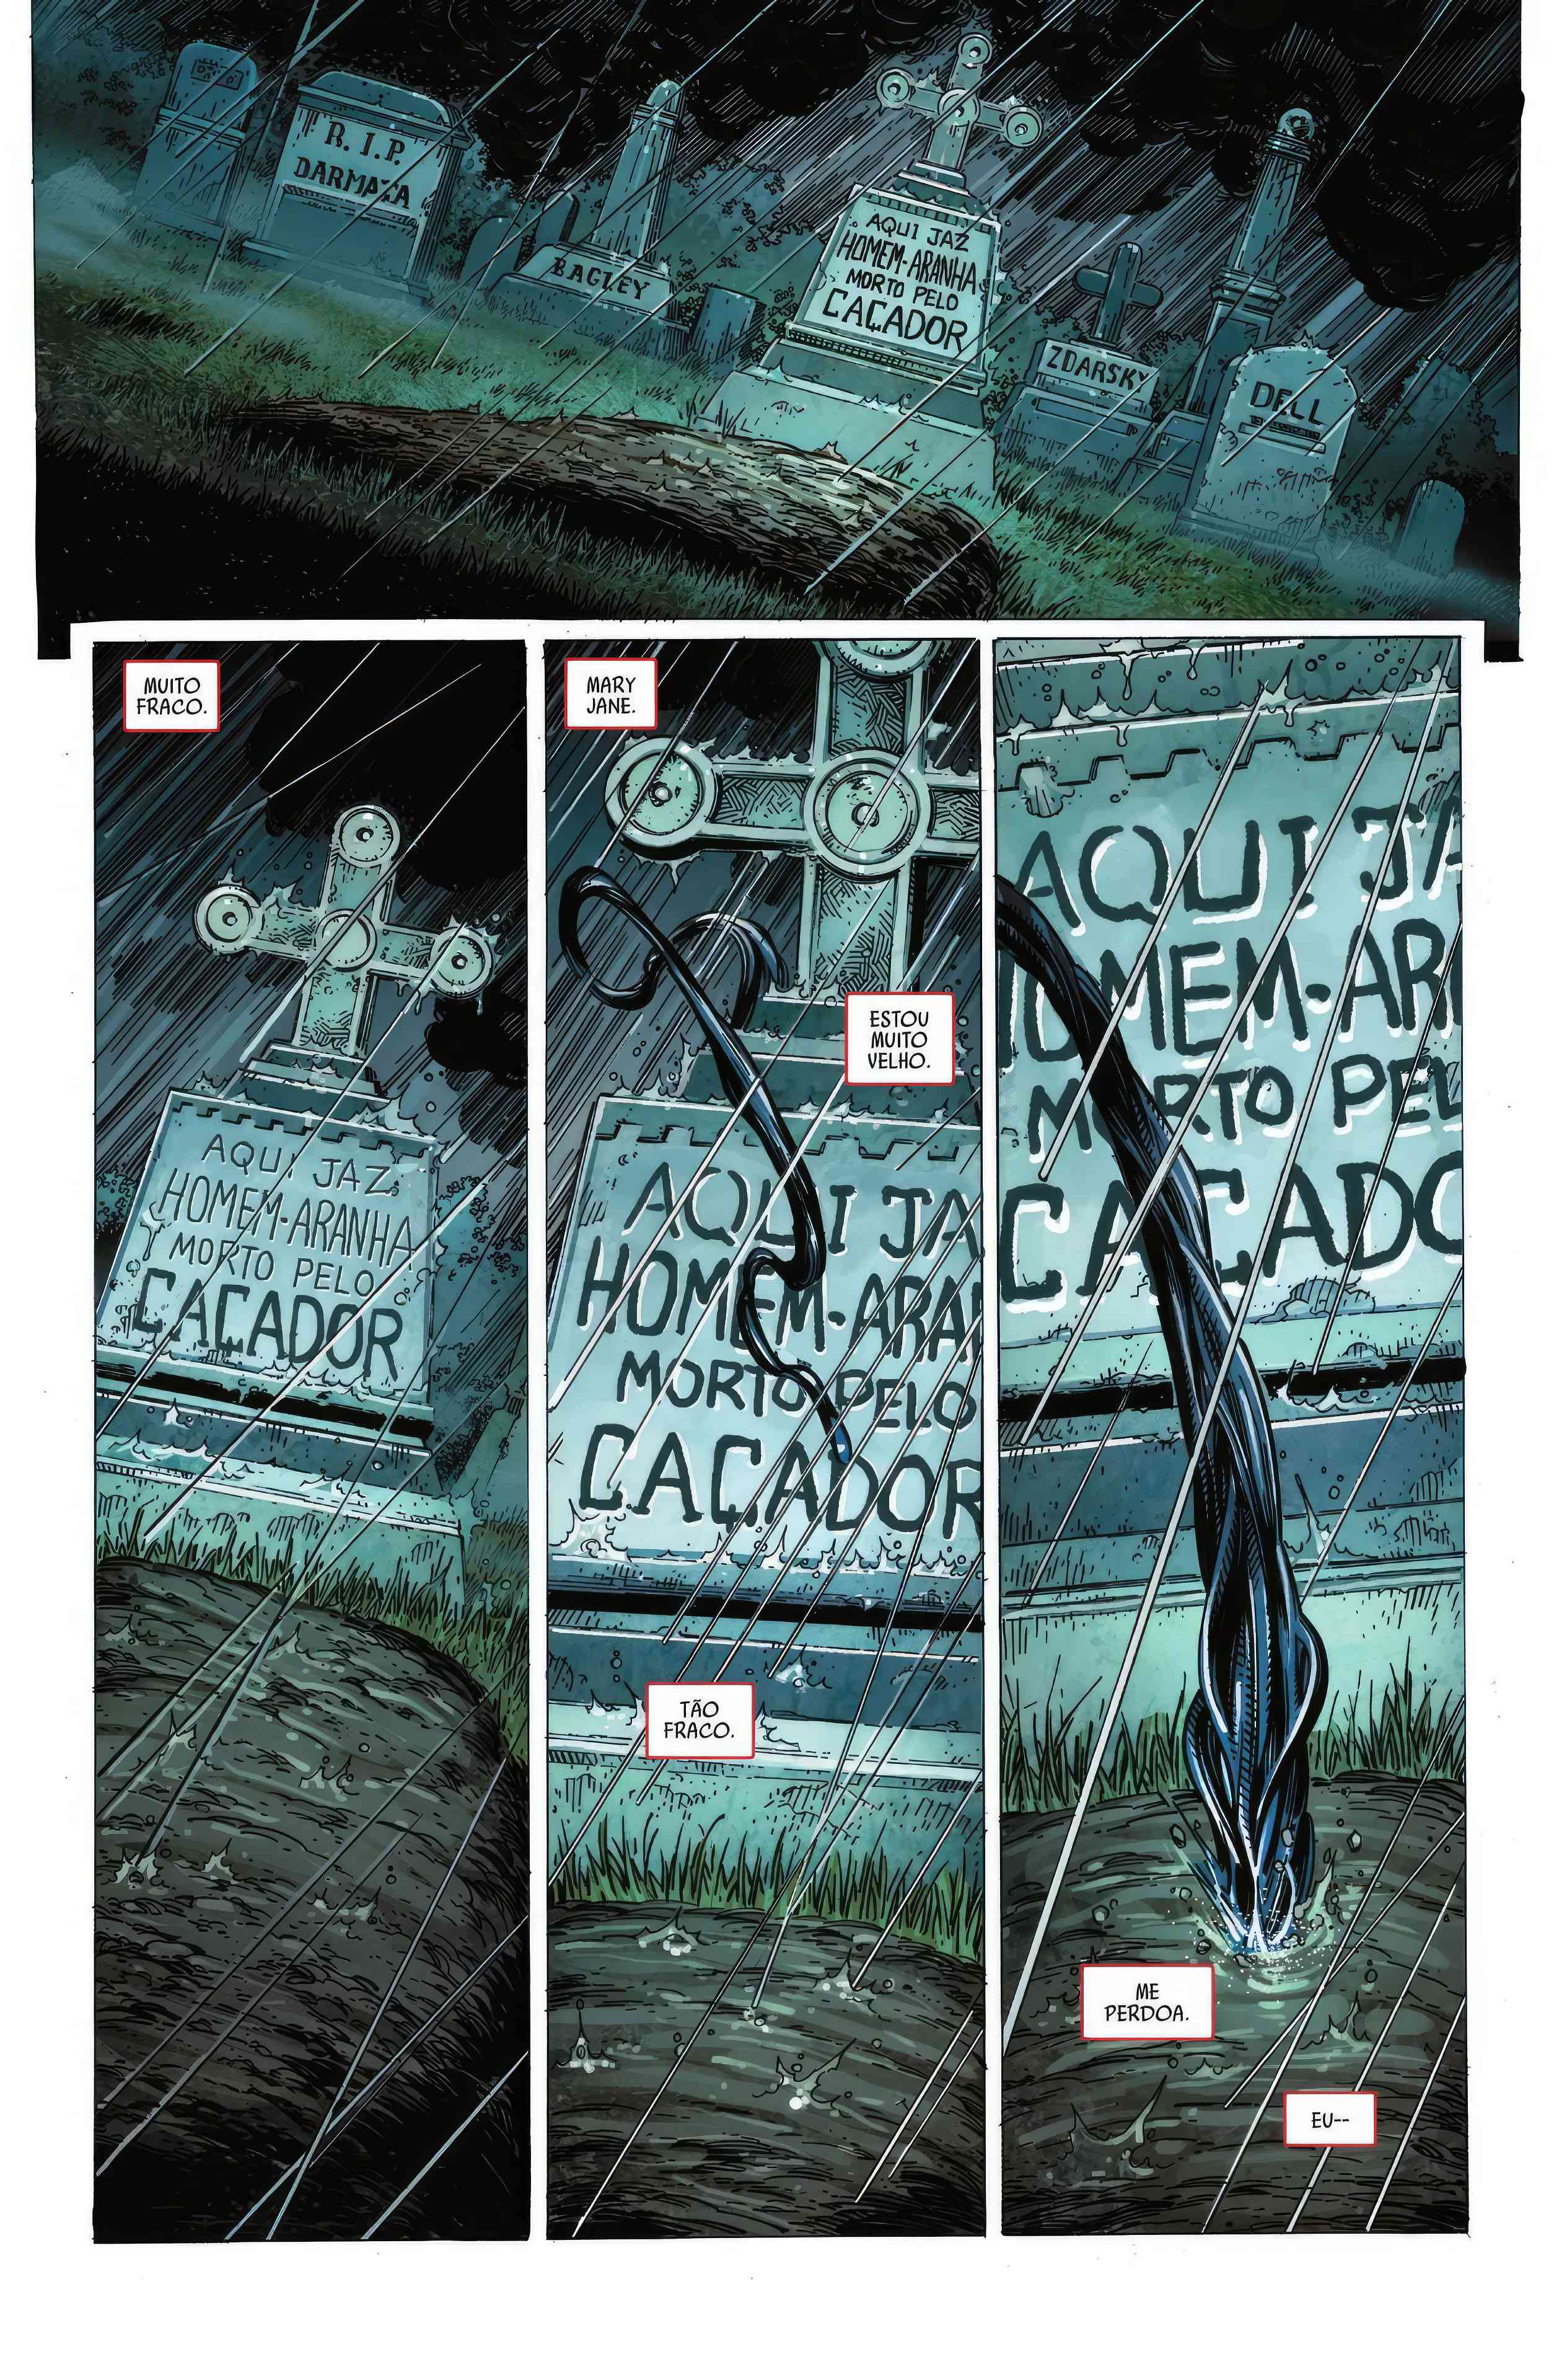 R.I.P.
DARMAZA
BAGLEY
AQUI JAZ
HOMEM-ARANHA
MORTO PELO
CAÇADOR
ZDARSKY
DELL
MUITO
FRACO.
AQUI JAZ
HOMEM-ARANHA
MORTO PELO
CAÇADOR
MARY
JANE.
ESTOU
MUITO
VELHO.
AQUI JA
HOMEM-ARAN
MORTO PELO
CAÇADOR
TÃO
FRACO.
AQUI JA
HOMEM-AR
MORTO PEL
CAÇADO
ME
PERDOA.
EU--